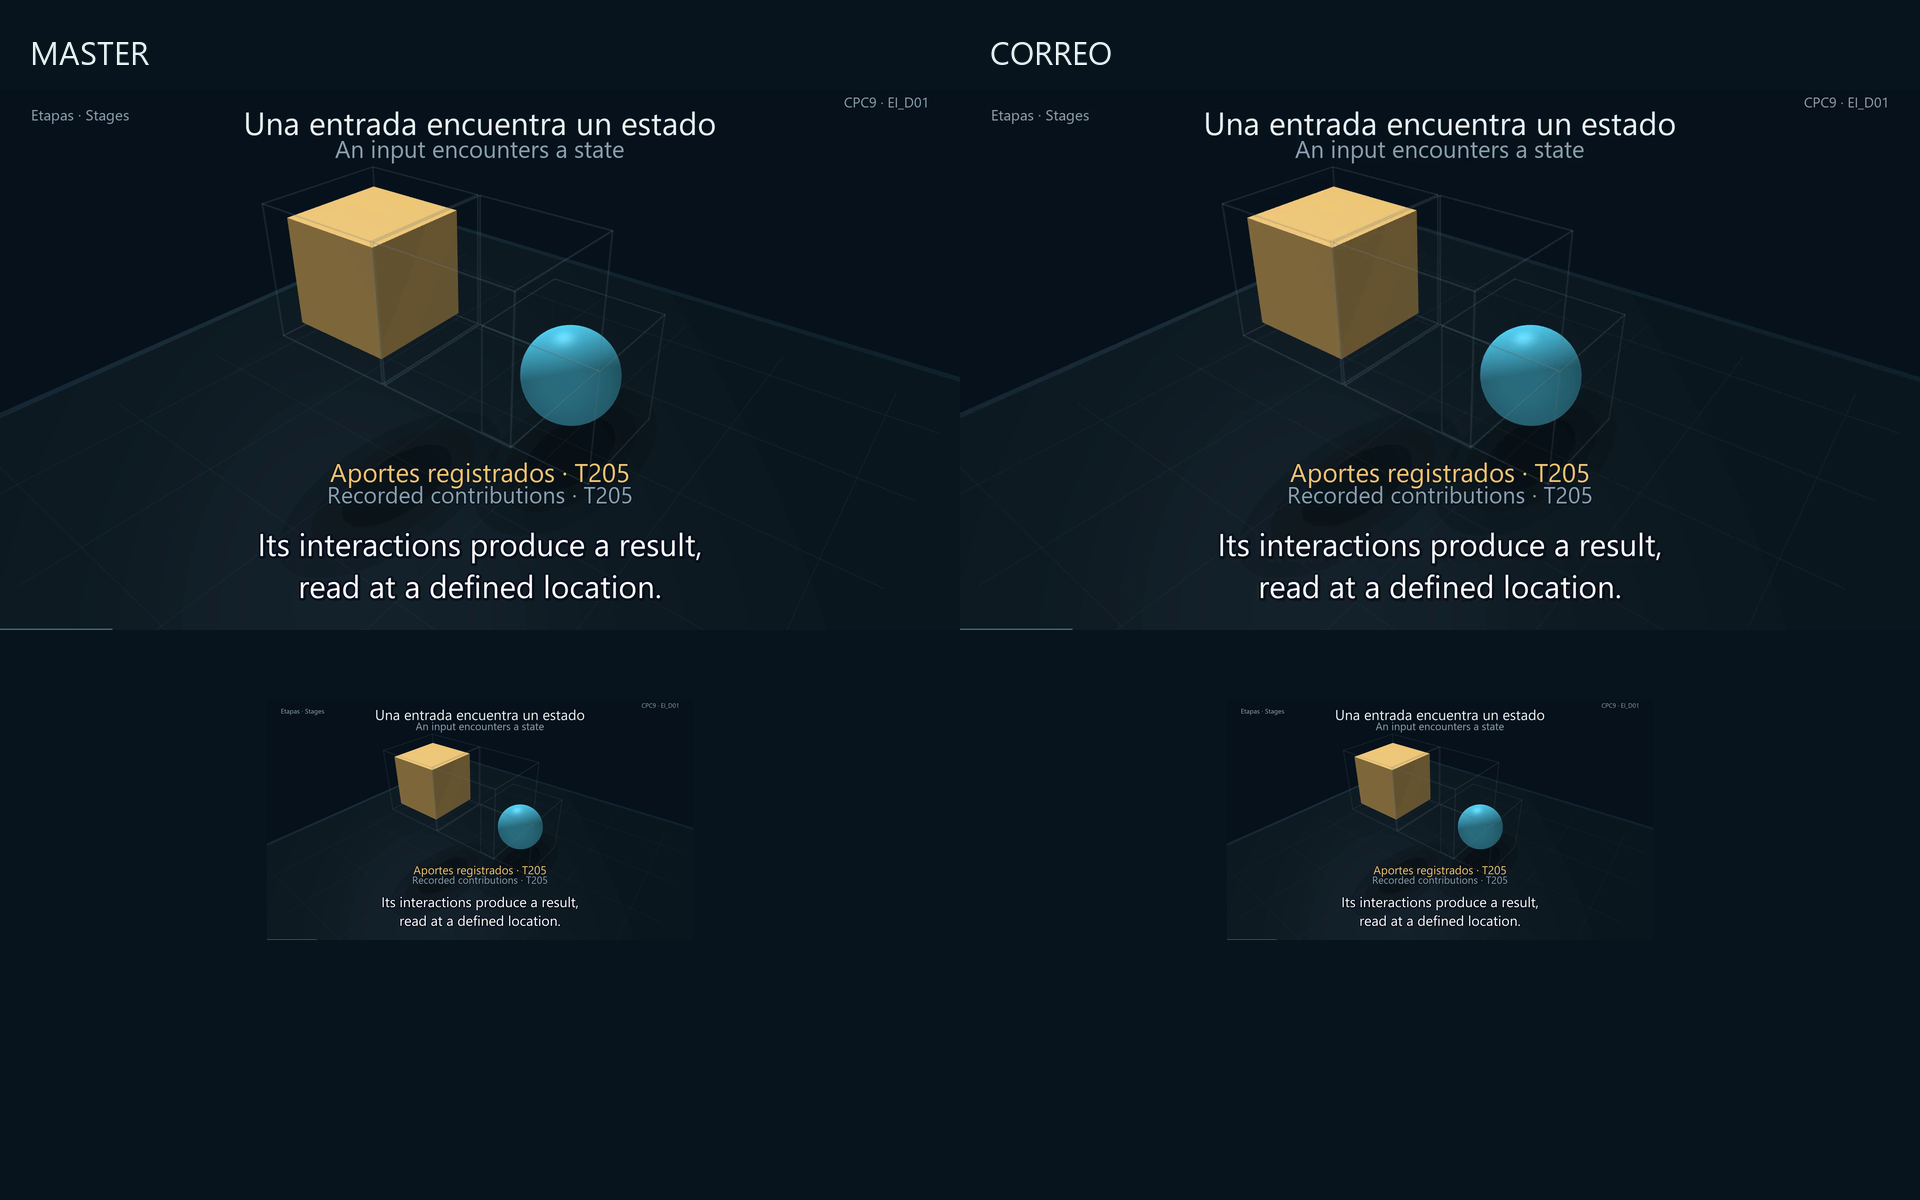 MASTER
Etapas · Stages
CPC9 · EI_D01
Una entrada encuentra un estado
An input encounters a state
Aportes registrados · T205
Recorded contributions · T205
Its interactions produce a result,
read at a defined location.
CORREO
Etapas · Stages
CPC9 · EI_D01
Una entrada encuentra un estado
An input encounters a state
Aportes registrados · T205
Recorded contributions · T205
Its interactions produce a result,
read at a defined location.
Etapas · Stages
CPC9 · EI_D01
Una entrada encuentra un estado
An input encounters a state
Aportes registrados · T205
Recorded contributions · T205
Its interactions produce a result,
read at a defined location.
Etapas · Stages
CPC9 · EI_D01
Una entrada encuentra un estado
An input encounters a state
Aportes registrados · T205
Recorded contributions · T205
Its interactions produce a result,
read at a defined location.